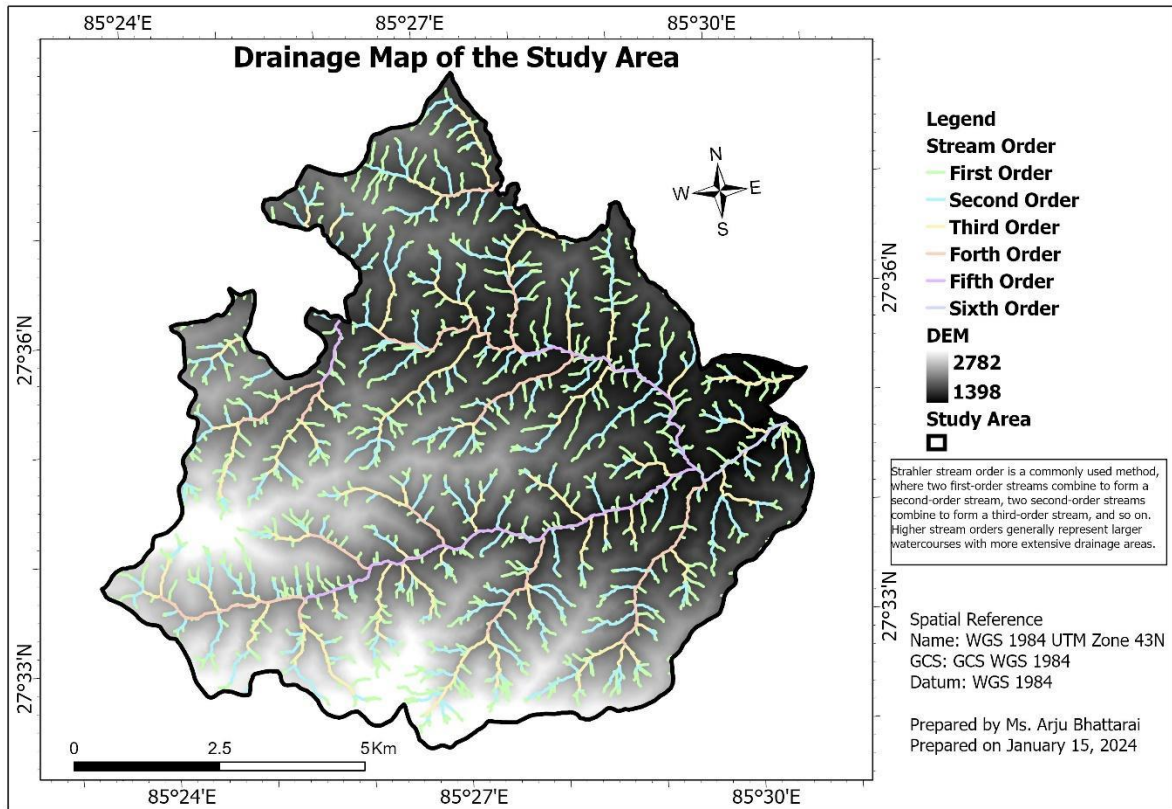 85°24'E
85°27'E
85°30'E
Drainage Map of the Study Area
N
W
E
S
27°36'N
27°36'N
27°33'N
27°33'N
Legend
Stream Order
First Order
Second Order
Third Order
Forth Order
Fifth Order
Sixth Order
DEM
2782
1398
Study Area
Strahler stream order is a commonly used method,
where two first-order streams combine to form a
second-order stream, two second-order streams
combine to form a third-order stream, and so on.
Higher stream orders generally represent larger
watercourses with more extensive drainage areas.
Spatial Reference
Name: WGS 1984 UTM Zone 43N
GCS: GCS WGS 1984
Datum: WGS 1984
Prepared by Ms. Arju Bhattarai
Prepared on January 15, 2024
0 2.5 5Km
85°24'E
85°27'E
85°30'E